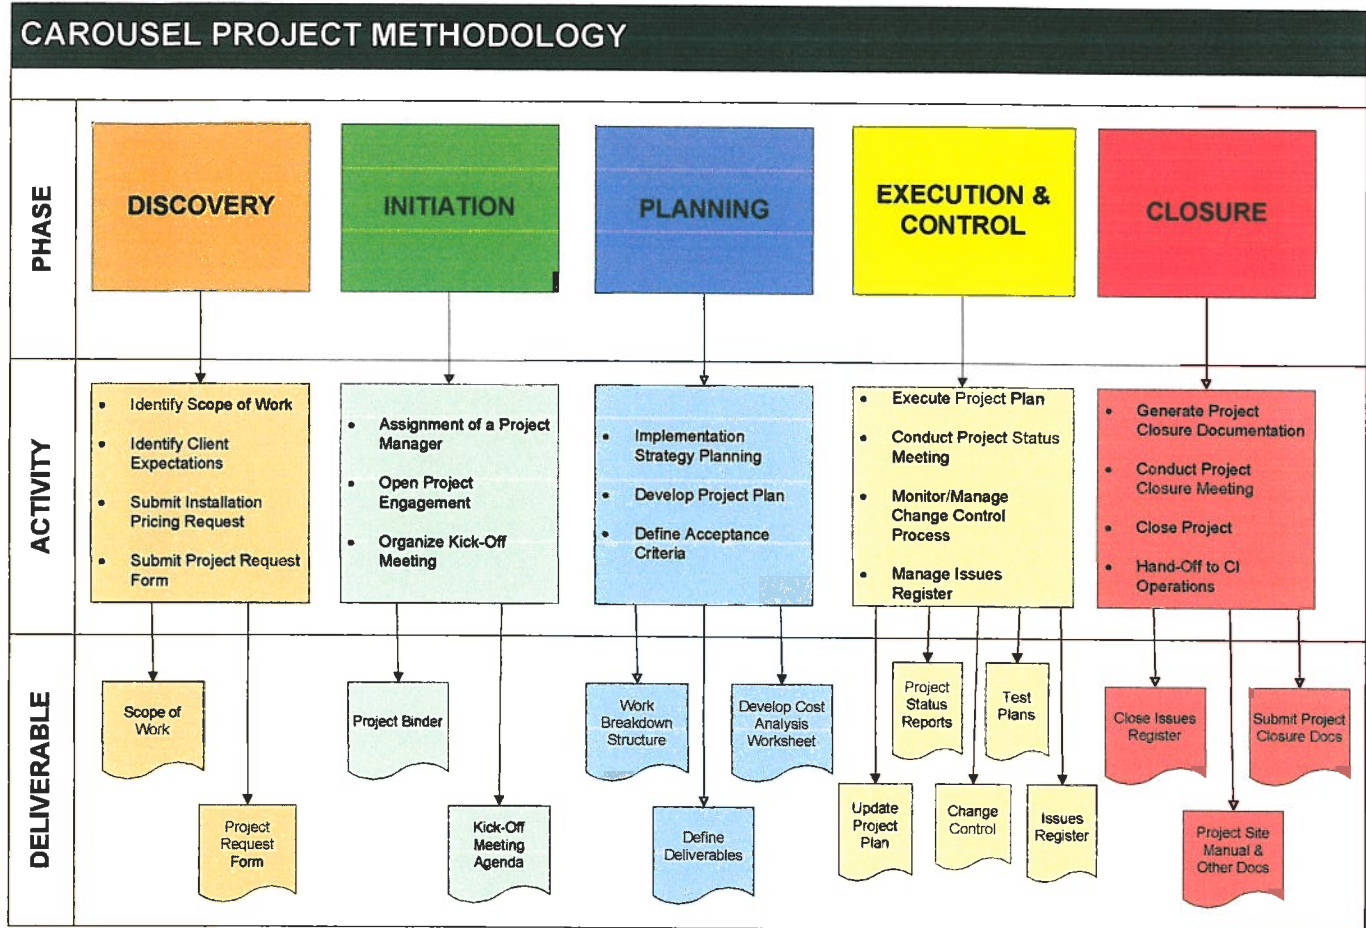 CAROUSEL PROJECT METHODOLOGY
PHASE
DISCOVERY
INITIATION
PLANNING
EXECUTION &
CONTROL
CLOSURE
ACTIVITY
• Identify Scope of Work
• Identify Client
Expectations
• Submit Installation
Pricing Request
• Submit Project Request
Form
• Assignment of a Project
Manager
• Open Project
Engagement
• Organize Kick-Off
Meeting
• Implementation
Strategy Planning
• Develop Project Plan
• Define Acceptance
Criteria
• Execute Project Plan
• Conduct Project Status
Meeting
• Monitor/Manage
Change Control
Process
• Manage Issues
Register
• Generate Project
Closure Documentation
• Conduct Project
Closure Meeting
• Close Project
• Hand-Off to CI
Operations
DELIVERABLE
Scope of
Work
Project
Request
Form
Project Binder
Kick-Off
Meeting
Agenda
Work
Breakdown
Structure
Define
Deliverables
Develop Cost
Analysis
Worksheet
Update
Project
Plan
Project
Status
Reports
Change
Control
Test
Plans
Issues
Register
Close Issues
Register
Project Site
Manual &
Other Docs
Submit Project
Closure Docs